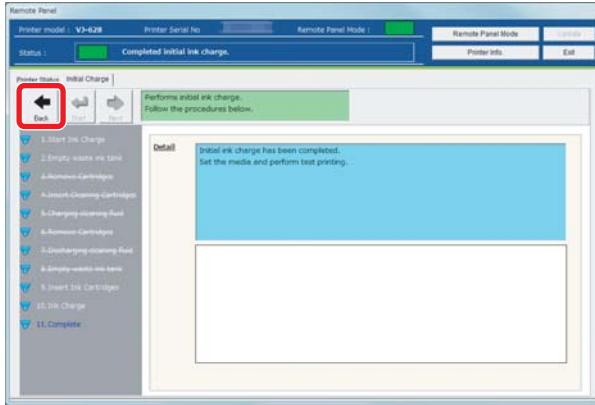 Remote Panel
Printer model : VJ-628 Printer Serial No Remote Panel Mode :
Remote Panel Mode Update
Status : Completed initial ink charge.
Printer Info. Exit
Printer Status Initial Charge
Back Start Next
Performs initial ink charge.
Follow the procedures below.
1.Start Ink Charge
2.Empty waste ink tank
3.Remove Cartridges
4.Insert Cleaning Cartridges
5.Charging cleaning fluid
6.Remove Cartridges
7.Discharging cleaning fluid
8.Empty waste ink tank
9.Insert Ink Cartridges
10.Ink Charge
11.Complete
Detail
Initial ink charge has been completed.
Set the media and perform test printing.